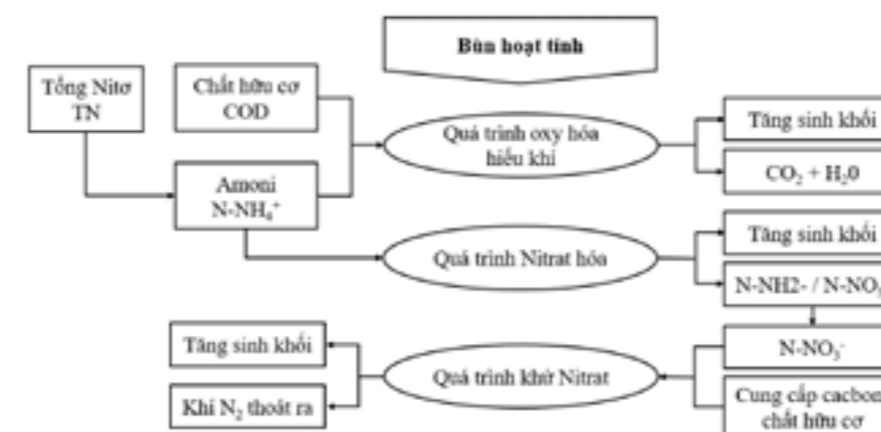 Bùn hoạt tính
Tổng Nitơ
TN
Chất hữu cơ
COD
Quá trình oxy hóa
hiếu khí
Tăng sinh khối
CO₂ + H₂0
Amoni
N-NH₄⁺
Quá trình Nitrat hóa
Tăng sinh khối
N-NH2- / N-NO₃
Tăng sinh khối
Khí N₂ thoát ra
Quá trình khử Nitrat
N-NO₃⁻
Cung cấp cacbon
chất hữu cơ